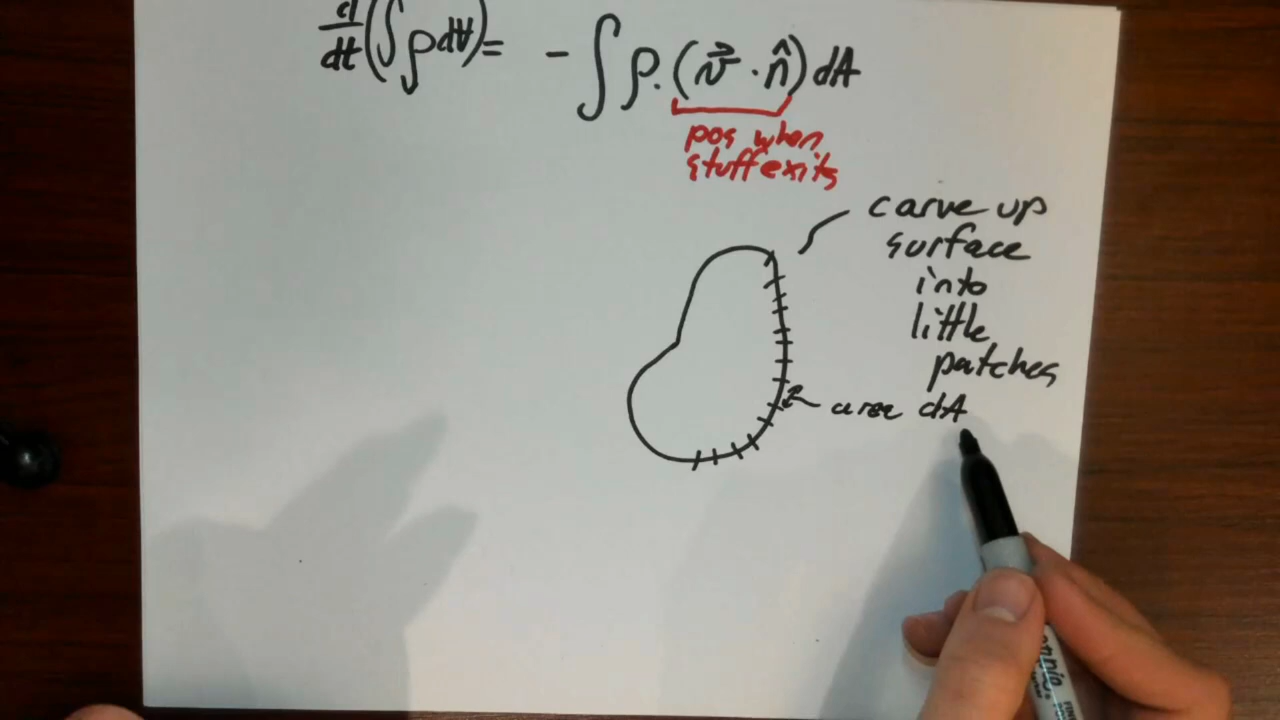 d/dt (∫ρdV) = - ∫ρ·(v⃗·n̂)dA
pos when
stuff exits
carve up
surface
into
little
patches
area dA